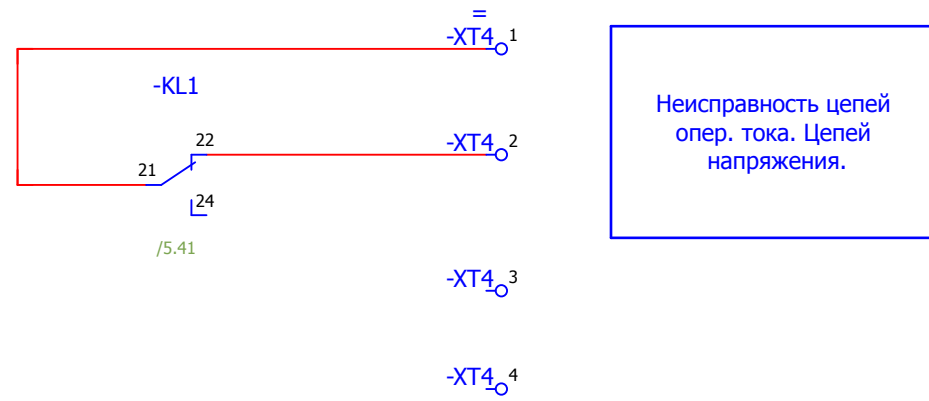 =
-XT4 1
-KL1
Неисправность цепей
опер. тока. Цепей
напряжения.
22
-XT4 2
21
24
/5.41
-XT4 3
-XT4 4